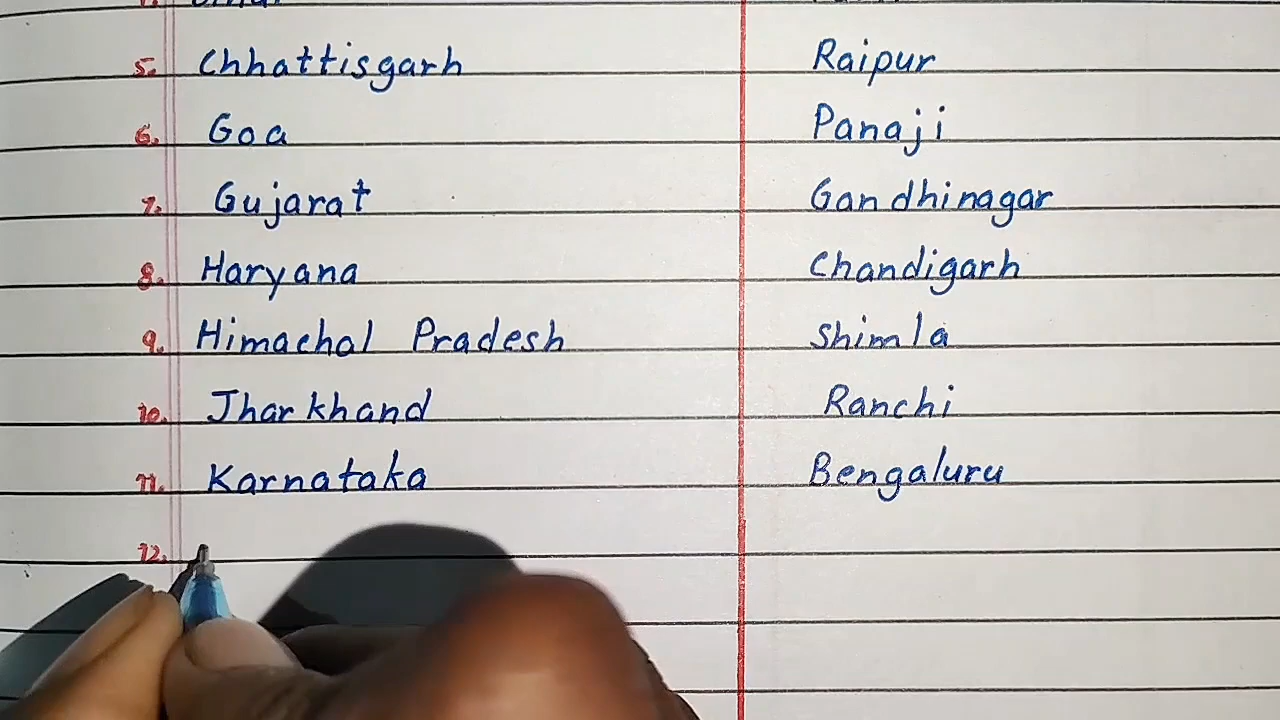 5. Chhattisgarh Raipur
6. Goa Panaji
7. Gujarat Gandhinagar
8. Haryana Chandigarh
9. Himachal Pradesh Shimla
10. Jharkhand Ranchi
11. Karnataka Bengaluru
12.